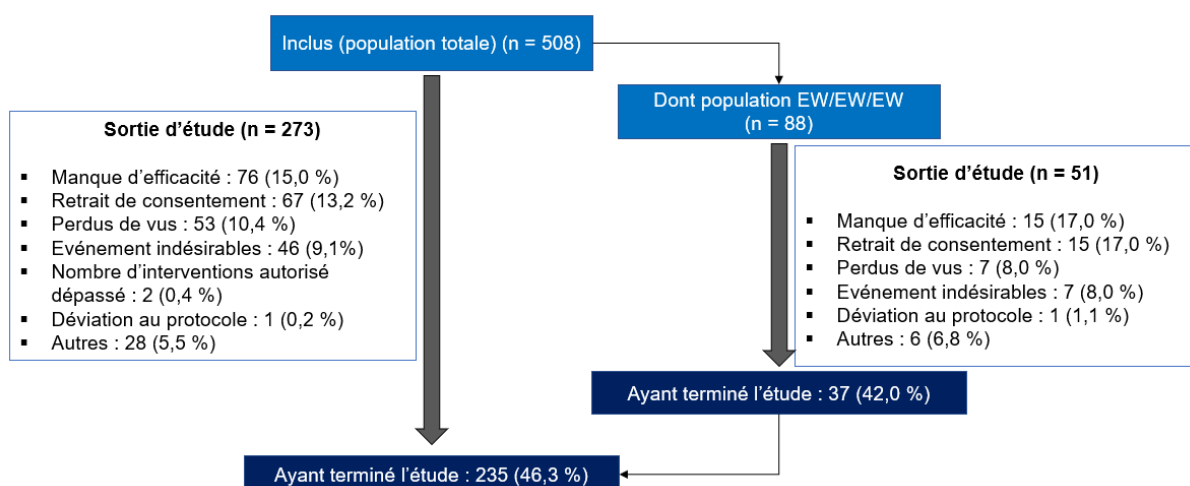 Inclus (population totale) (n = 508)
Dont population EW/EW/EW
(n = 88)
Sortie d’étude (n = 273)
▪ Manque d’efficacité : 76 (15,0 %)
▪ Retrait de consentement : 67 (13,2 %)
▪ Perdus de vus : 53 (10,4 %)
▪ Evénement indésirables : 46 (9,1%)
▪ Nombre d’interventions autorisé
dépassé : 2 (0,4 %)
▪ Déviation au protocole : 1 (0,2 %)
▪ Autres : 28 (5,5 %)
Sortie d’étude (n = 51)
▪ Manque d’efficacité : 15 (17,0 %)
▪ Retrait de consentement : 15 (17,0 %)
▪ Perdus de vus : 7 (8,0 %)
▪ Evénement indésirables : 7 (8,0 %)
▪ Déviation au protocole : 1 (1,1 %)
▪ Autres : 6 (6,8 %)
Ayant terminé l’étude : 37 (42,0 %)
Ayant terminé l’étude : 235 (46,3 %)